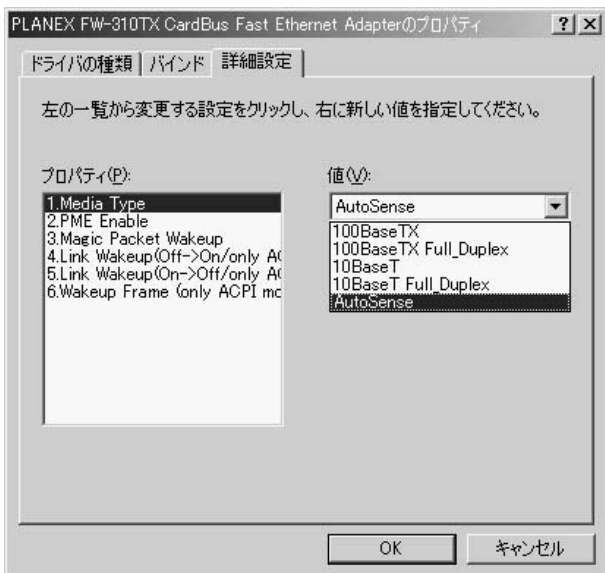 PLANEX FW-310TX CardBus Fast Ethernet Adapterのプロパティ
ドライバの種類
バインド
詳細設定
左の一覧から変更する設定をクリックし、右に新しい値を指定してください。
プロパティ(P):
1.Media Type
2.PME Enable
3.Magic Packet Wakeup
4.Link Wakeup(Off->On/only A
5.Link Wakeup(On->Off/only A
6.Wakeup Frame (only ACPI mo
値(V):
AutoSense
100BaseTX
100BaseTX Full_Duplex
10BaseT
10BaseT Full_Duplex
AutoSense
OK
キャンセル